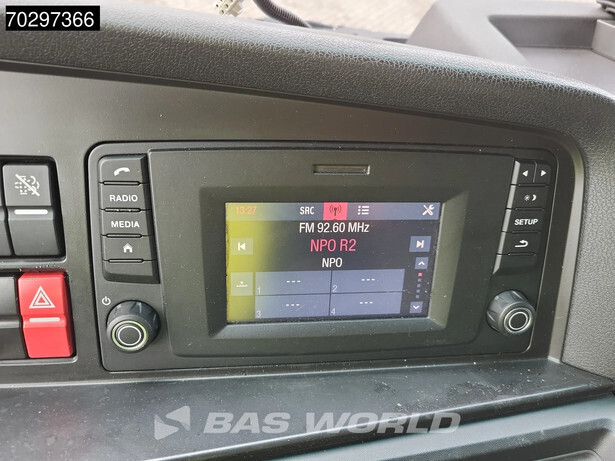 70297366
RADIO
MEDIA
SETUP
13:27
SRC
FM 92.60 MHz
NPO R2
NPO
1 --- 2 ---
3 --- 4 ---
BAS WORLD